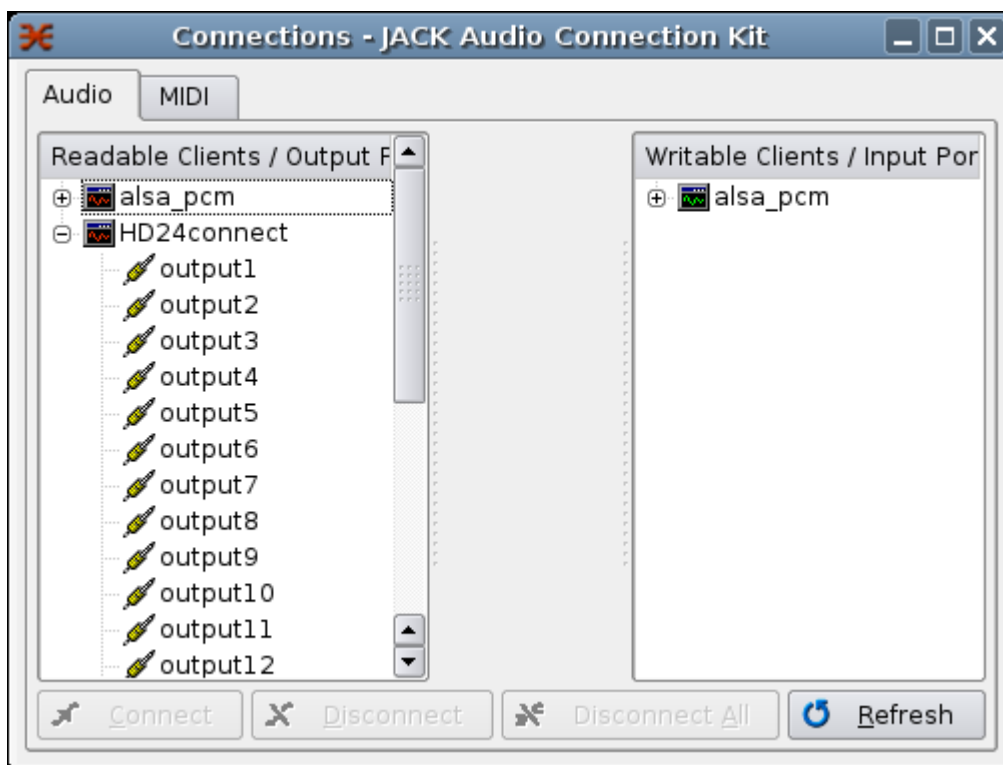 Connections - JACK Audio Connection Kit
Audio
MIDI
Readable Clients / Output
Writable Clients / Input Por
alsa_pcm
alsa_pcm
HD24connect
output1
output2
output3
output4
output5
output6
output7
output8
output9
output10
output11
output12
Connect
Disconnect
Disconnect All
Refresh